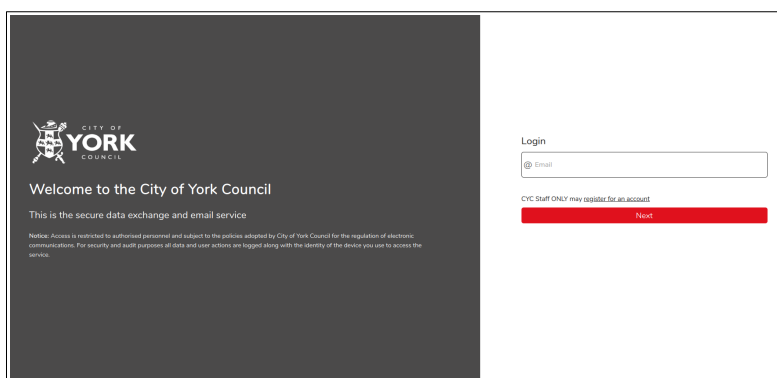 CITY OF
YORK
COUNCIL
Welcome to the City of York Council
This is the secure data exchange and email service
Notice: Access is restricted to authorised personnel and subject to the policies adopted by City of York Council for the regulation of electronic
communications. For security and audit purposes all data and user actions are logged along with the identity of the device you use to access the
service.
Login
@ Email
CYC Staff ONLY may register for an account
Next